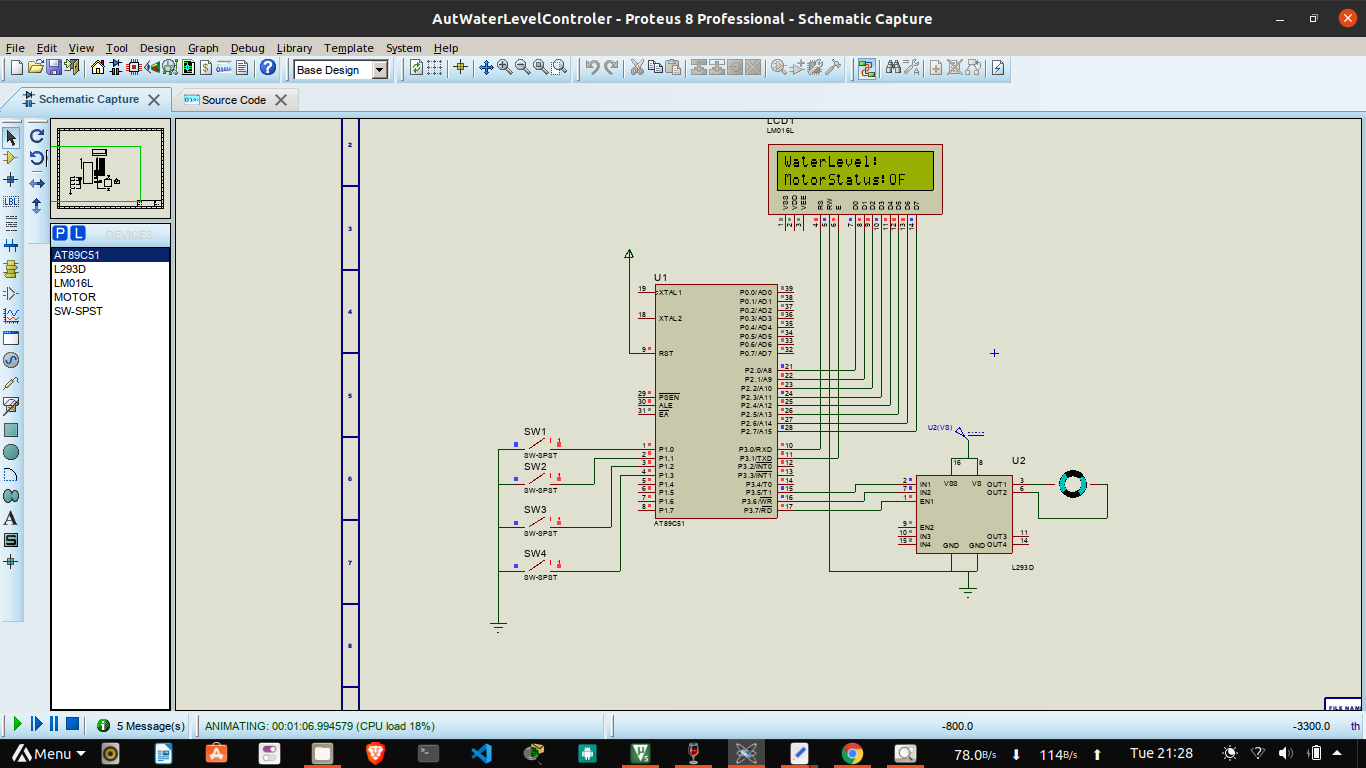 AutWaterLevelControler - Proteus 8 Professional - Schematic Capture
File Edit View Tool Design Graph Debug Library Template System Help
Base Design
Schematic Capture
Source Code
P L DEVICES
AT89C51
L293D
LM016L
MOTOR
SW-SPST
LBL
A
S
2
3
4
5
6
7
8
LCD1
LM016L
WaterLevel:
MotorStatus:OF
VSS VDD VEE RS RW E D0 D1 D2 D3 D4 D5 D6 D7
1 2 3 4 5 6 7 8 9 10 11 12 13 14
U1
19 XTAL1
18 XTAL2
9 RST
29 PSEN
30 ALE
31 EA
1 P1.0
2 P1.1
3 P1.2
4 P1.3
5 P1.4
6 P1.5
7 P1.6
8 P1.7
P0.0/AD0 39
P0.1/AD1 38
P0.2/AD2 37
P0.3/AD3 36
P0.4/AD4 35
P0.5/AD5 34
P0.6/AD6 33
P0.7/AD7 32
P2.0/A8 21
P2.1/A9 22
P2.2/A10 23
P2.3/A11 24
P2.4/A12 25
P2.5/A13 26
P2.6/A14 27
P2.7/A15 28
P3.0/RXD 10
P3.1/TXD 11
P3.2/INT0 12
P3.3/INT1 13
P3.4/T0 14
P3.5/T1 15
P3.6/WR 16
P3.7/RD 17
AT89C51
SW1
SW-SPST
SW2
SW-SPST
SW3
SW-SPST
SW4
SW-SPST
U2(VS)
U2
16 8
VSS VS
2 IN1
7 IN2
1 EN1
9 EN2
10 IN3
15 IN4
OUT1 3
OUT2 6
OUT3 11
OUT4 14
GND GND
L293D
FILE NAME
5 Message(s)
ANIMATING: 00:01:06.994579 (CPU load 18%)
-800.0
-3300.0
th
Menu
78.0B/s
114B/s
Tue 21:28